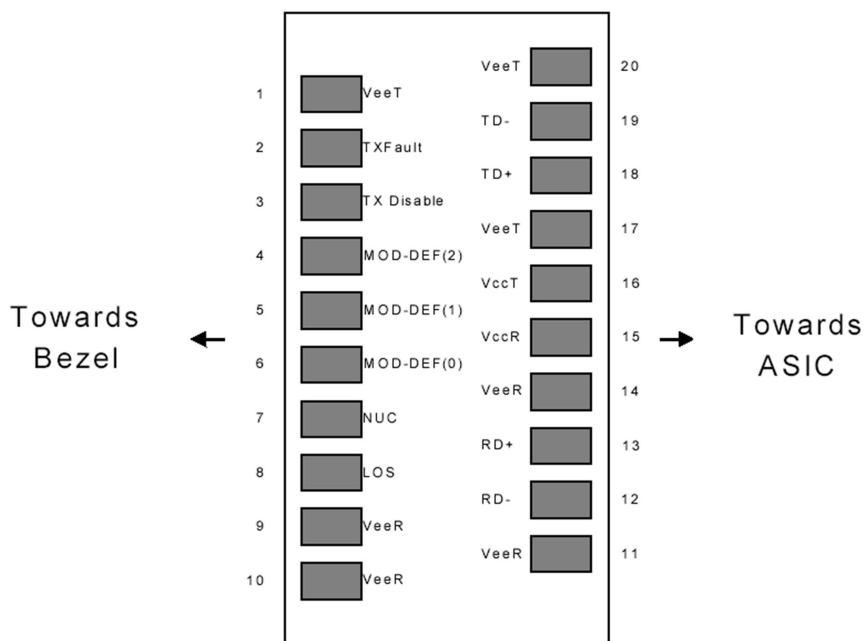 VeeT 20
1 VeeT
TD- 19
2 TXFault
TD+ 18
3 TX Disable
VeeT 17
4 MOD-DEF(2)
VccT 16
5 MOD-DEF(1)
Towards
Bezel
VccR 15
Towards
ASIC
6 MOD-DEF(0)
VeeR 14
7 NUC
RD+ 13
8 LOS
RD- 12
9 VeeR
VeeR 11
10 VeeR